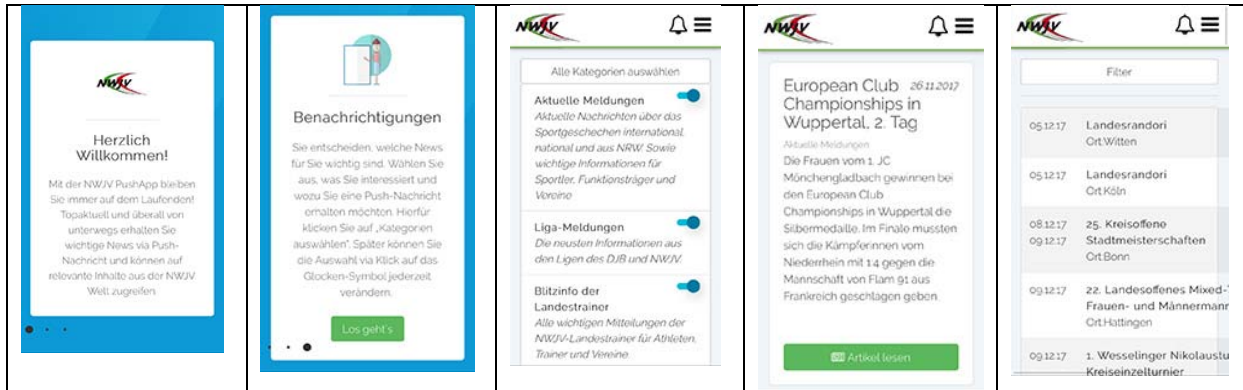 NWJV
Herzlich
Willkommen!
Mit der NWJV PushApp bleiben
Sie immer auf dem Laufenden!
Topaktuell und überall von
unterwegs erhalten Sie
wichtige News via Push-
Nachricht und können auf
relevante Inhalte aus der NWJV
Welt zugreifen.
Benachrichtigungen
Sie entscheiden, welche News
für Sie wichtig sind. Wählen Sie
aus, was Sie interessiert und
wozu Sie eine Push-Nachricht
erhalten möchten. Hierfür
klicken Sie auf „Kategorien
auswählen“. Später können Sie
die Auswahl via Klick auf das
Glocken-Symbol jederzeit
verändern.
Los geht's
NWJV
Alle Kategorien auswählen
Aktuelle Meldungen
Aktuelle Nachrichten über das
Sportgeschechen international,
national und aus NRW. Sowie
wichtige Informationen für
Sportler, Funktionsträger und
Vereine
Liga-Meldungen
Die neusten Informationen aus
den Ligen des DJB und NWJV.
Blitzinfo der
Landestrainer
Alle wichtigen Mitteilungen der
NWJV-Landestrainer für Athleten,
Trainer und Vereine.
NWJV
European Club 26.11.2017
Championships in
Wuppertal, 2. Tag
Aktuelle Meldungen
Die Frauen vom 1. JC
Mönchengladbach gewinnen bei
den European Club
Championships in Wuppertal die
Silbermedaille. Im Finale mussten
sich die Kämpferinnen vom
Niederrhein mit 1:4 gegen die
Mannschaft von Flam 91 aus
Frankreich geschlagen geben.
Artikel lesen
NWJV
Filter
05.12.17 Landesrandori
Ort:Witten
05.12.17 Landesrandori
Ort:Köln
08.12.17 25. Kreisoffene
09.12.17 Stadtmeisterschaften
Ort:Bonn
09.12.17 22. Landesoffenes Mixed-
Frauen- und Männermann
Ort:Hattingen
09.12.17 1. Wesselinger Nikolaustu
Kreiseinzelturnier